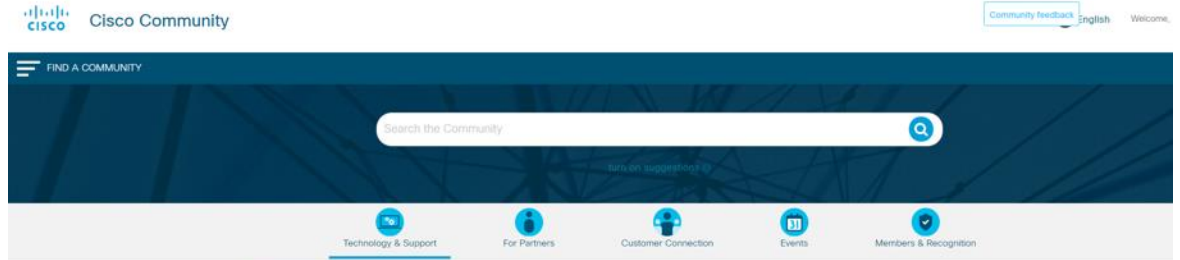 CISCO
Cisco Community
Community feedback
English
Welcome,
FIND A COMMUNITY
Search the Community
turn on suggestions
31
Technology & Support
For Partners
Customer Connection
Events
Members & Recognition